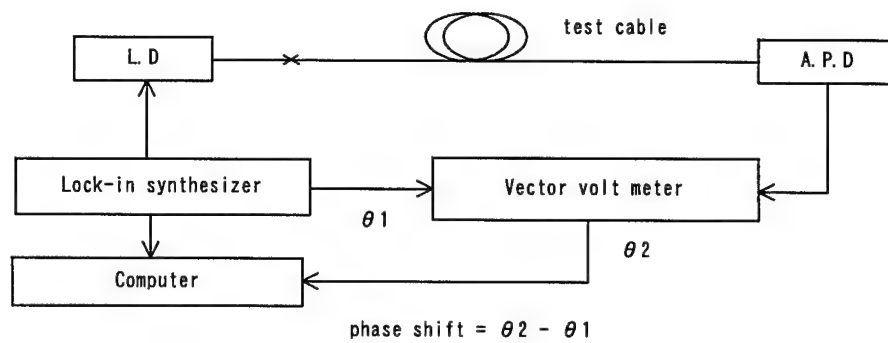 test cable
L.D
A.P.D
Lock-in synthesizer
Vector volt meter
θ1
θ2
Computer
phase shift = θ2 - θ1